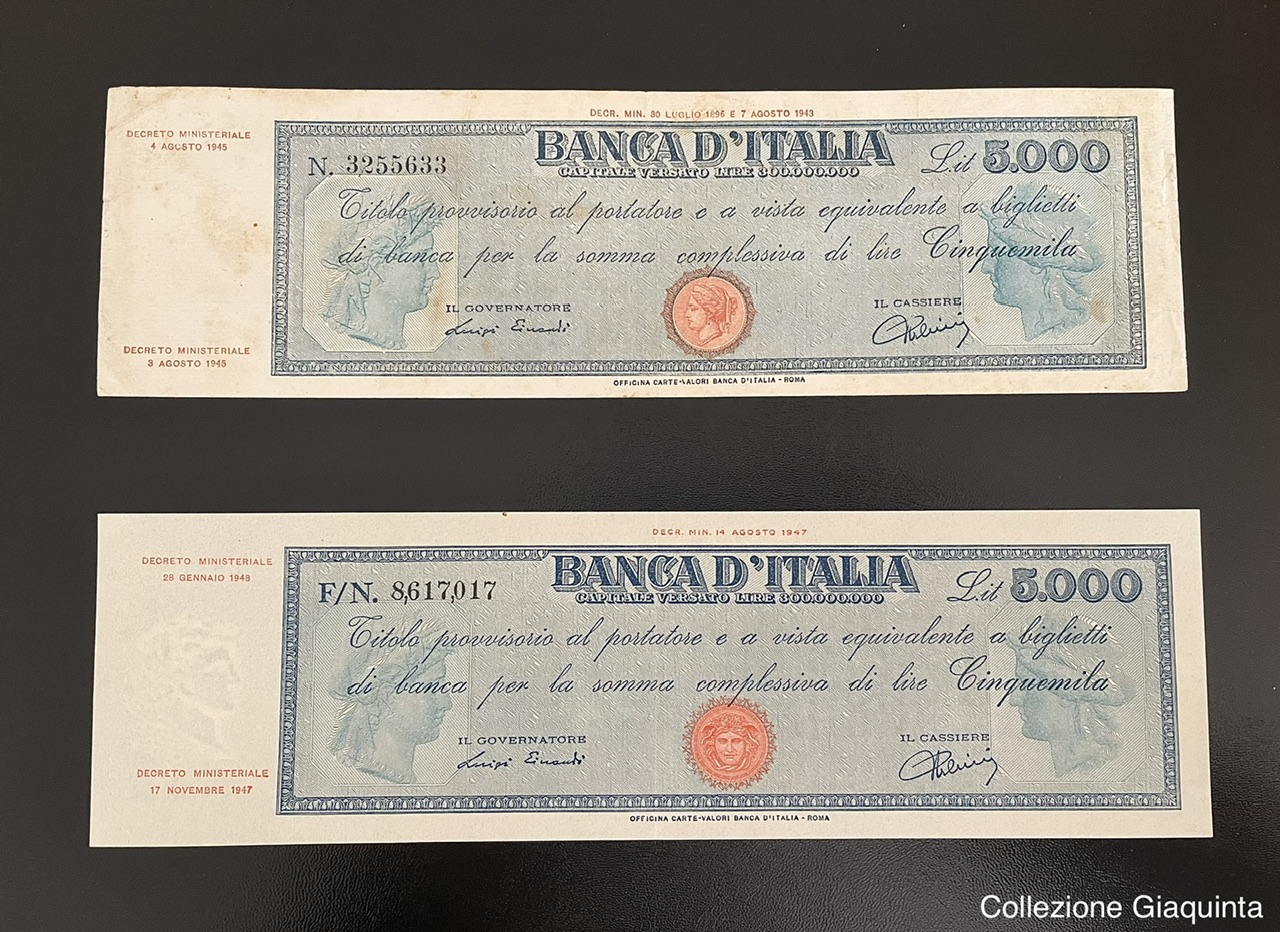 DECR. MIN. 30 LUGLIO 1896 E 7 AGOSTO 1943
DECRETO MINISTERIALE
4 AGOSTO 1945
BANCA D'ITALIA
CAPITALE VERSATO LIRE 300.000.000
N. 3255633
L.it 5.000
Titolo provvisorio al portatore e a vista equivalente a biglietti
di banca per la somma complessiva di lire Cinquemila
IL GOVERNATORE
Luigi Einaudi
IL CASSIERE
DECRETO MINISTERIALE
3 AGOSTO 1945
OFFICINA CARTE-VALORI BANCA D'ITALIA - ROMA
DECR. MIN. 14 AGOSTO 1947
DECRETO MINISTERIALE
28 GENNAIO 1948
BANCA D'ITALIA
CAPITALE VERSATO LIRE 300.000.000
F/N. 8,617,017
L.it 5.000
Titolo provvisorio al portatore e a vista equivalente a biglietti
di banca per la somma complessiva di lire Cinquemila
IL GOVERNATORE
Luigi Einaudi
IL CASSIERE
DECRETO MINISTERIALE
17 NOVEMBRE 1947
OFFICINA CARTE-VALORI BANCA D'ITALIA - ROMA
Collezione Giaquinta